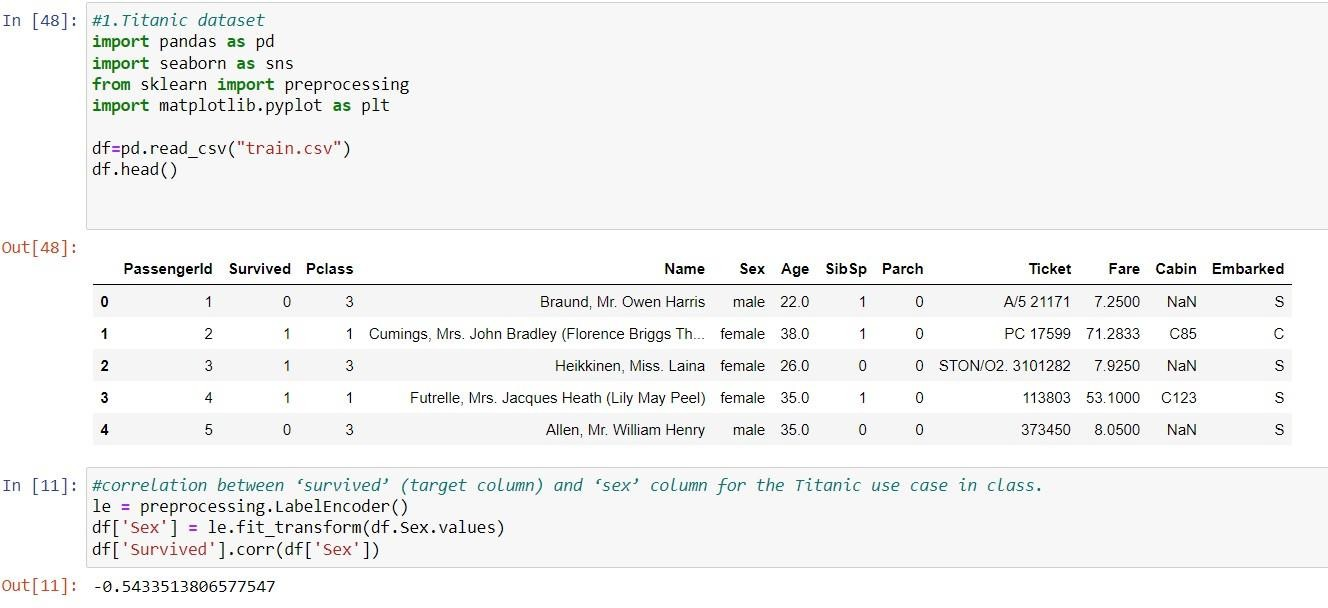 In [48]: #1.Titanic dataset
import pandas as pd
import seaborn as sns
from sklearn import preprocessing
import matplotlib.pyplot as plt
df=pd.read_csv("train.csv")
df.head()
Out[48]:
PassengerId Survived Pclass Name Sex Age SibSp Parch Ticket Fare Cabin Embarked
0 1 0 3 Braund, Mr. Owen Harris male 22.0 1 0 A/5 21171 7.2500 NaN S
1 2 1 1 Cumings, Mrs. John Bradley (Florence Briggs Th... female 38.0 1 0 PC 17599 71.2833 C85 C
2 3 1 3 Heikkinen, Miss. Laina female 26.0 0 0 STON/O2. 3101282 7.9250 NaN S
3 4 1 1 Futrelle, Mrs. Jacques Heath (Lily May Peel) female 35.0 1 0 113803 53.1000 C123 S
4 5 0 3 Allen, Mr. William Henry male 35.0 0 0 373450 8.0500 NaN S
In [11]: #correlation between ‘survived’ (target column) and ‘sex’ column for the Titanic use case in class.
le = preprocessing.LabelEncoder()
df['Sex'] = le.fit_transform(df.Sex.values)
df['Survived'].corr(df['Sex'])
Out[11]: -0.5433513806577547